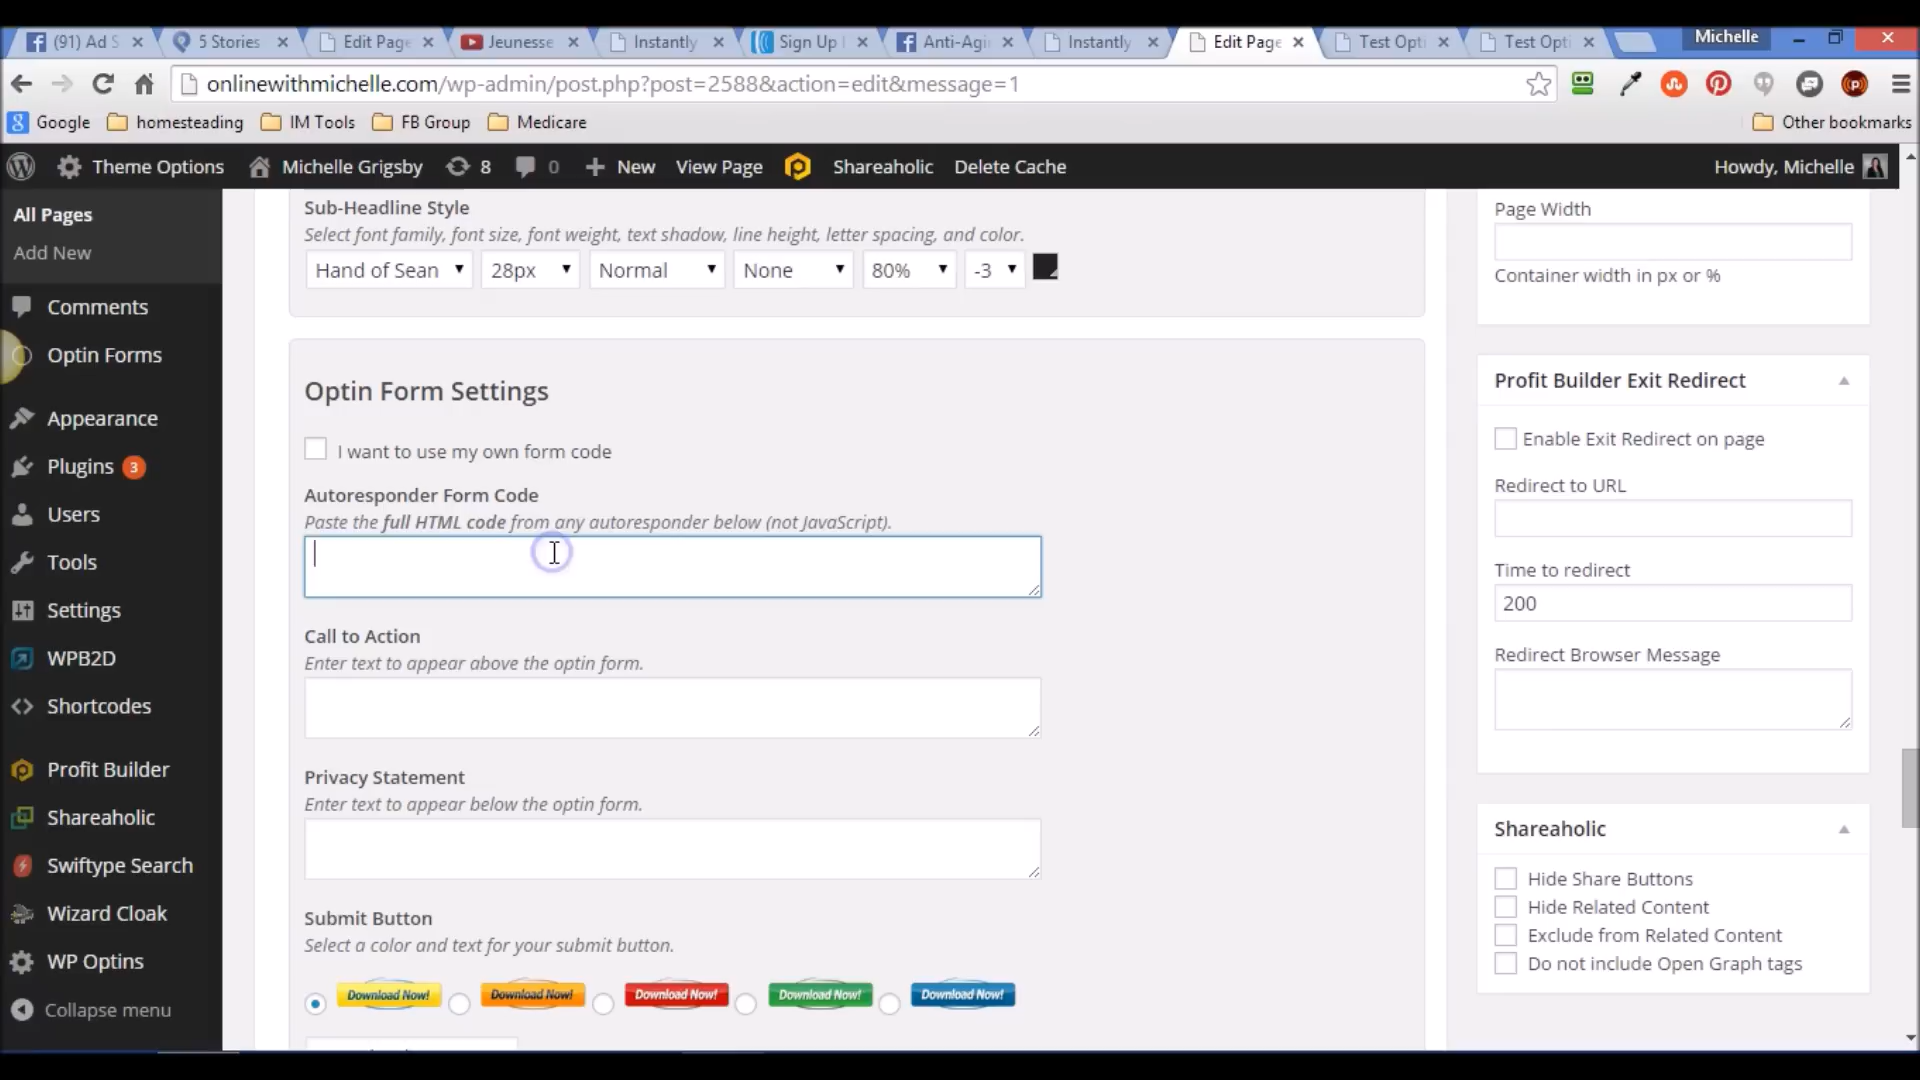 (91) Ad S
5 Stories
Edit Page
Jeunesse
Instantly
Sign Up
Anti-Agi
Instantly
Edit Page
Test Opti
Test Opti
Michelle
onlinewithmichelle.com/wp-admin/post.php?post=2588&action=edit&message=1
Google
homesteading
IM Tools
FB Group
Medicare
Other bookmarks
Theme Options
Michelle Grigsby
8
0
New
View Page
Shareaholic
Delete Cache
Howdy, Michelle
All Pages
Add New
Comments
Optin Forms
Appearance
Plugins 3
Users
Tools
Settings
WPB2D
Shortcodes
Profit Builder
Shareaholic
Swiftype Search
Wizard Cloak
WP Optins
Collapse menu
Sub-Headline Style
Select font family, font size, font weight, text shadow, line height, letter spacing, and color.
Hand of Sean
28px
Normal
None
80%
-3
Optin Form Settings
I want to use my own form code
Autoresponder Form Code
Paste the full HTML code from any autoresponder below (not JavaScript).
Call to Action
Enter text to appear above the optin form.
Privacy Statement
Enter text to appear below the optin form.
Submit Button
Select a color and text for your submit button.
Download Now!
Download Now!
Download Now!
Download Now!
Download Now!
Page Width
Container width in px or %
Profit Builder Exit Redirect
Enable Exit Redirect on page
Redirect to URL
Time to redirect
200
Redirect Browser Message
Shareaholic
Hide Share Buttons
Hide Related Content
Exclude from Related Content
Do not include Open Graph tags